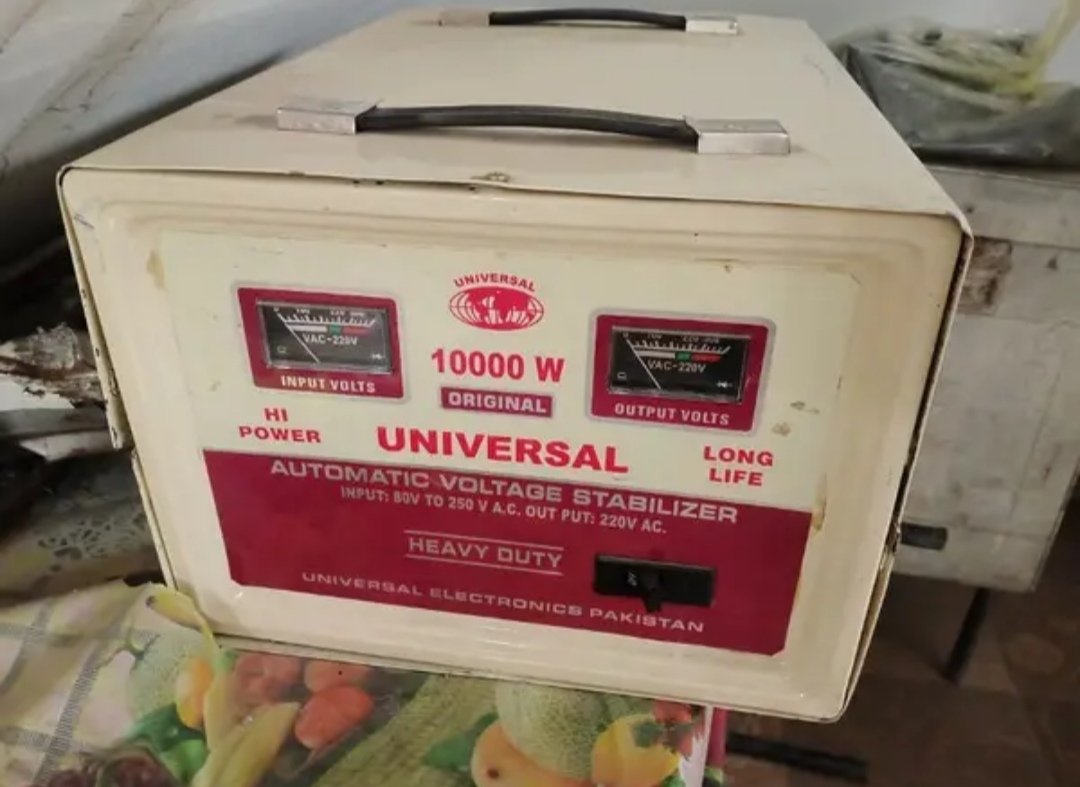 UNIVERSAL
10000 W
ORIGINAL
VAC~220V
INPUT VOLTS
VAC~220V
OUTPUT VOLTS
HI
POWER
UNIVERSAL
LONG
LIFE
AUTOMATIC VOLTAGE STABILIZER
INPUT: 80V TO 250 V A.C. OUT PUT: 220V AC.
HEAVY DUTY
UNIVERSAL ELECTRONICS PAKISTAN